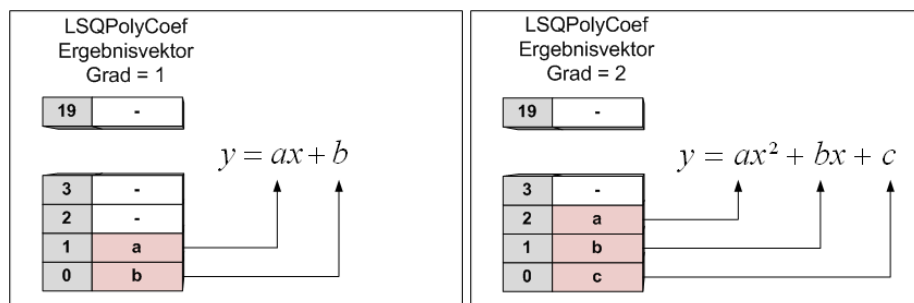 LSQPolyCoef
Ergebnisvektor
Grad = 1
19 -
y = ax + b
3 -
2 -
1 a
0 b
LSQPolyCoef
Ergebnisvektor
Grad = 2
19 -
y = ax² + bx + c
3 -
2 a
1 b
0 c